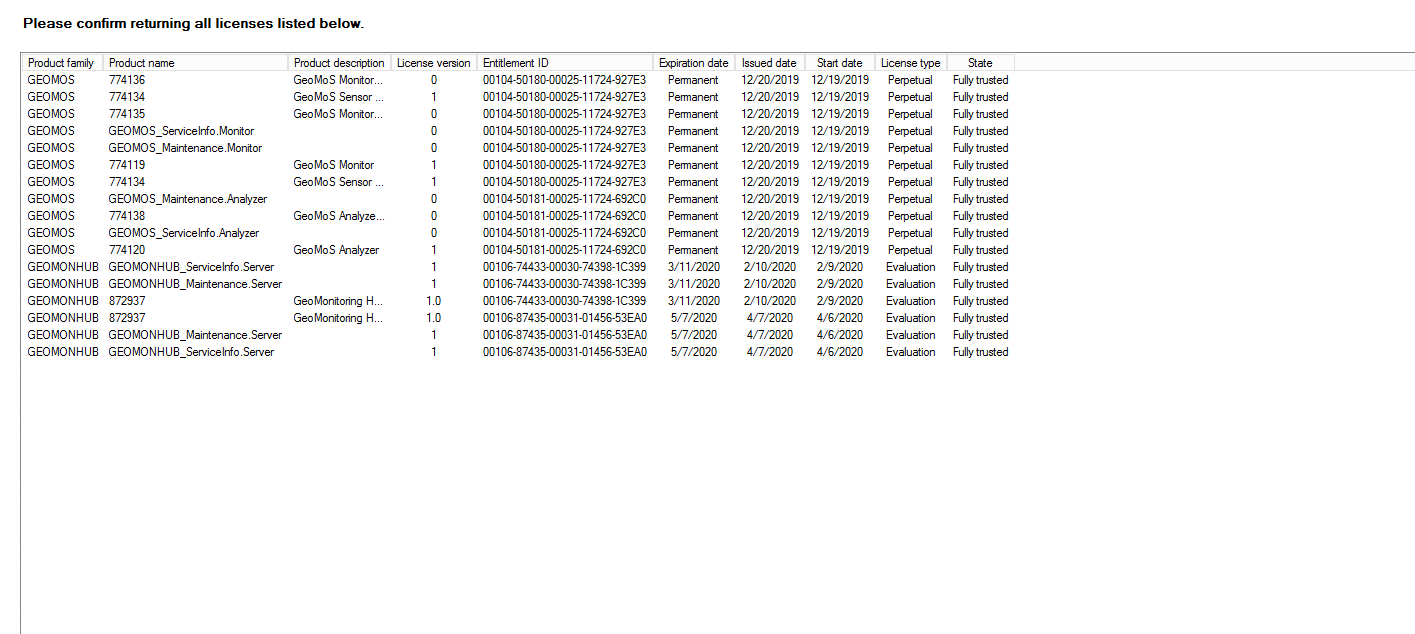 Please confirm returning all licenses listed below.
Product family Product name Product description License version Entitlement ID Expiration date Issued date Start date License type State
GEOMOS 774136 GeoMoS Monitor... 0 00104-50180-00025-11724-927E3 Permanent 12/20/2019 12/19/2019 Perpetual Fully trusted
GEOMOS 774134 GeoMoS Sensor ... 1 00104-50180-00025-11724-927E3 Permanent 12/20/2019 12/19/2019 Perpetual Fully trusted
GEOMOS 774135 GeoMoS Monitor... 0 00104-50180-00025-11724-927E3 Permanent 12/20/2019 12/19/2019 Perpetual Fully trusted
GEOMOS GEOMOS_ServiceInfo.Monitor 0 00104-50180-00025-11724-927E3 Permanent 12/20/2019 12/19/2019 Perpetual Fully trusted
GEOMOS GEOMOS_Maintenance.Monitor 0 00104-50180-00025-11724-927E3 Permanent 12/20/2019 12/19/2019 Perpetual Fully trusted
GEOMOS 774119 GeoMoS Monitor 1 00104-50180-00025-11724-927E3 Permanent 12/20/2019 12/19/2019 Perpetual Fully trusted
GEOMOS 774134 GeoMoS Sensor ... 1 00104-50180-00025-11724-927E3 Permanent 12/20/2019 12/19/2019 Perpetual Fully trusted
GEOMOS GEOMOS_Maintenance.Analyzer 0 00104-50181-00025-11724-692C0 Permanent 12/20/2019 12/19/2019 Perpetual Fully trusted
GEOMOS 774138 GeoMoS Analyze... 0 00104-50181-00025-11724-692C0 Permanent 12/20/2019 12/19/2019 Perpetual Fully trusted
GEOMOS GEOMOS_ServiceInfo.Analyzer 0 00104-50181-00025-11724-692C0 Permanent 12/20/2019 12/19/2019 Perpetual Fully trusted
GEOMOS 774120 GeoMoS Analyzer 1 00104-50181-00025-11724-692C0 Permanent 12/20/2019 12/19/2019 Perpetual Fully trusted
GEOMONHUB GEOMONHUB_ServiceInfo.Server 1 00106-74433-00030-74398-1C399 3/11/2020 2/10/2020 2/9/2020 Evaluation Fully trusted
GEOMONHUB GEOMONHUB_Maintenance.Server 1 00106-74433-00030-74398-1C399 3/11/2020 2/10/2020 2/9/2020 Evaluation Fully trusted
GEOMONHUB 872937 GeoMonitoring H... 1.0 00106-74433-00030-74398-1C399 3/11/2020 2/10/2020 2/9/2020 Evaluation Fully trusted
GEOMONHUB 872937 GeoMonitoring H... 1.0 00106-87435-00031-01456-53EA0 5/7/2020 4/7/2020 4/6/2020 Evaluation Fully trusted
GEOMONHUB GEOMONHUB_Maintenance.Server 1 00106-87435-00031-01456-53EA0 5/7/2020 4/7/2020 4/6/2020 Evaluation Fully trusted
GEOMONHUB GEOMONHUB_ServiceInfo.Server 1 00106-87435-00031-01456-53EA0 5/7/2020 4/7/2020 4/6/2020 Evaluation Fully trusted